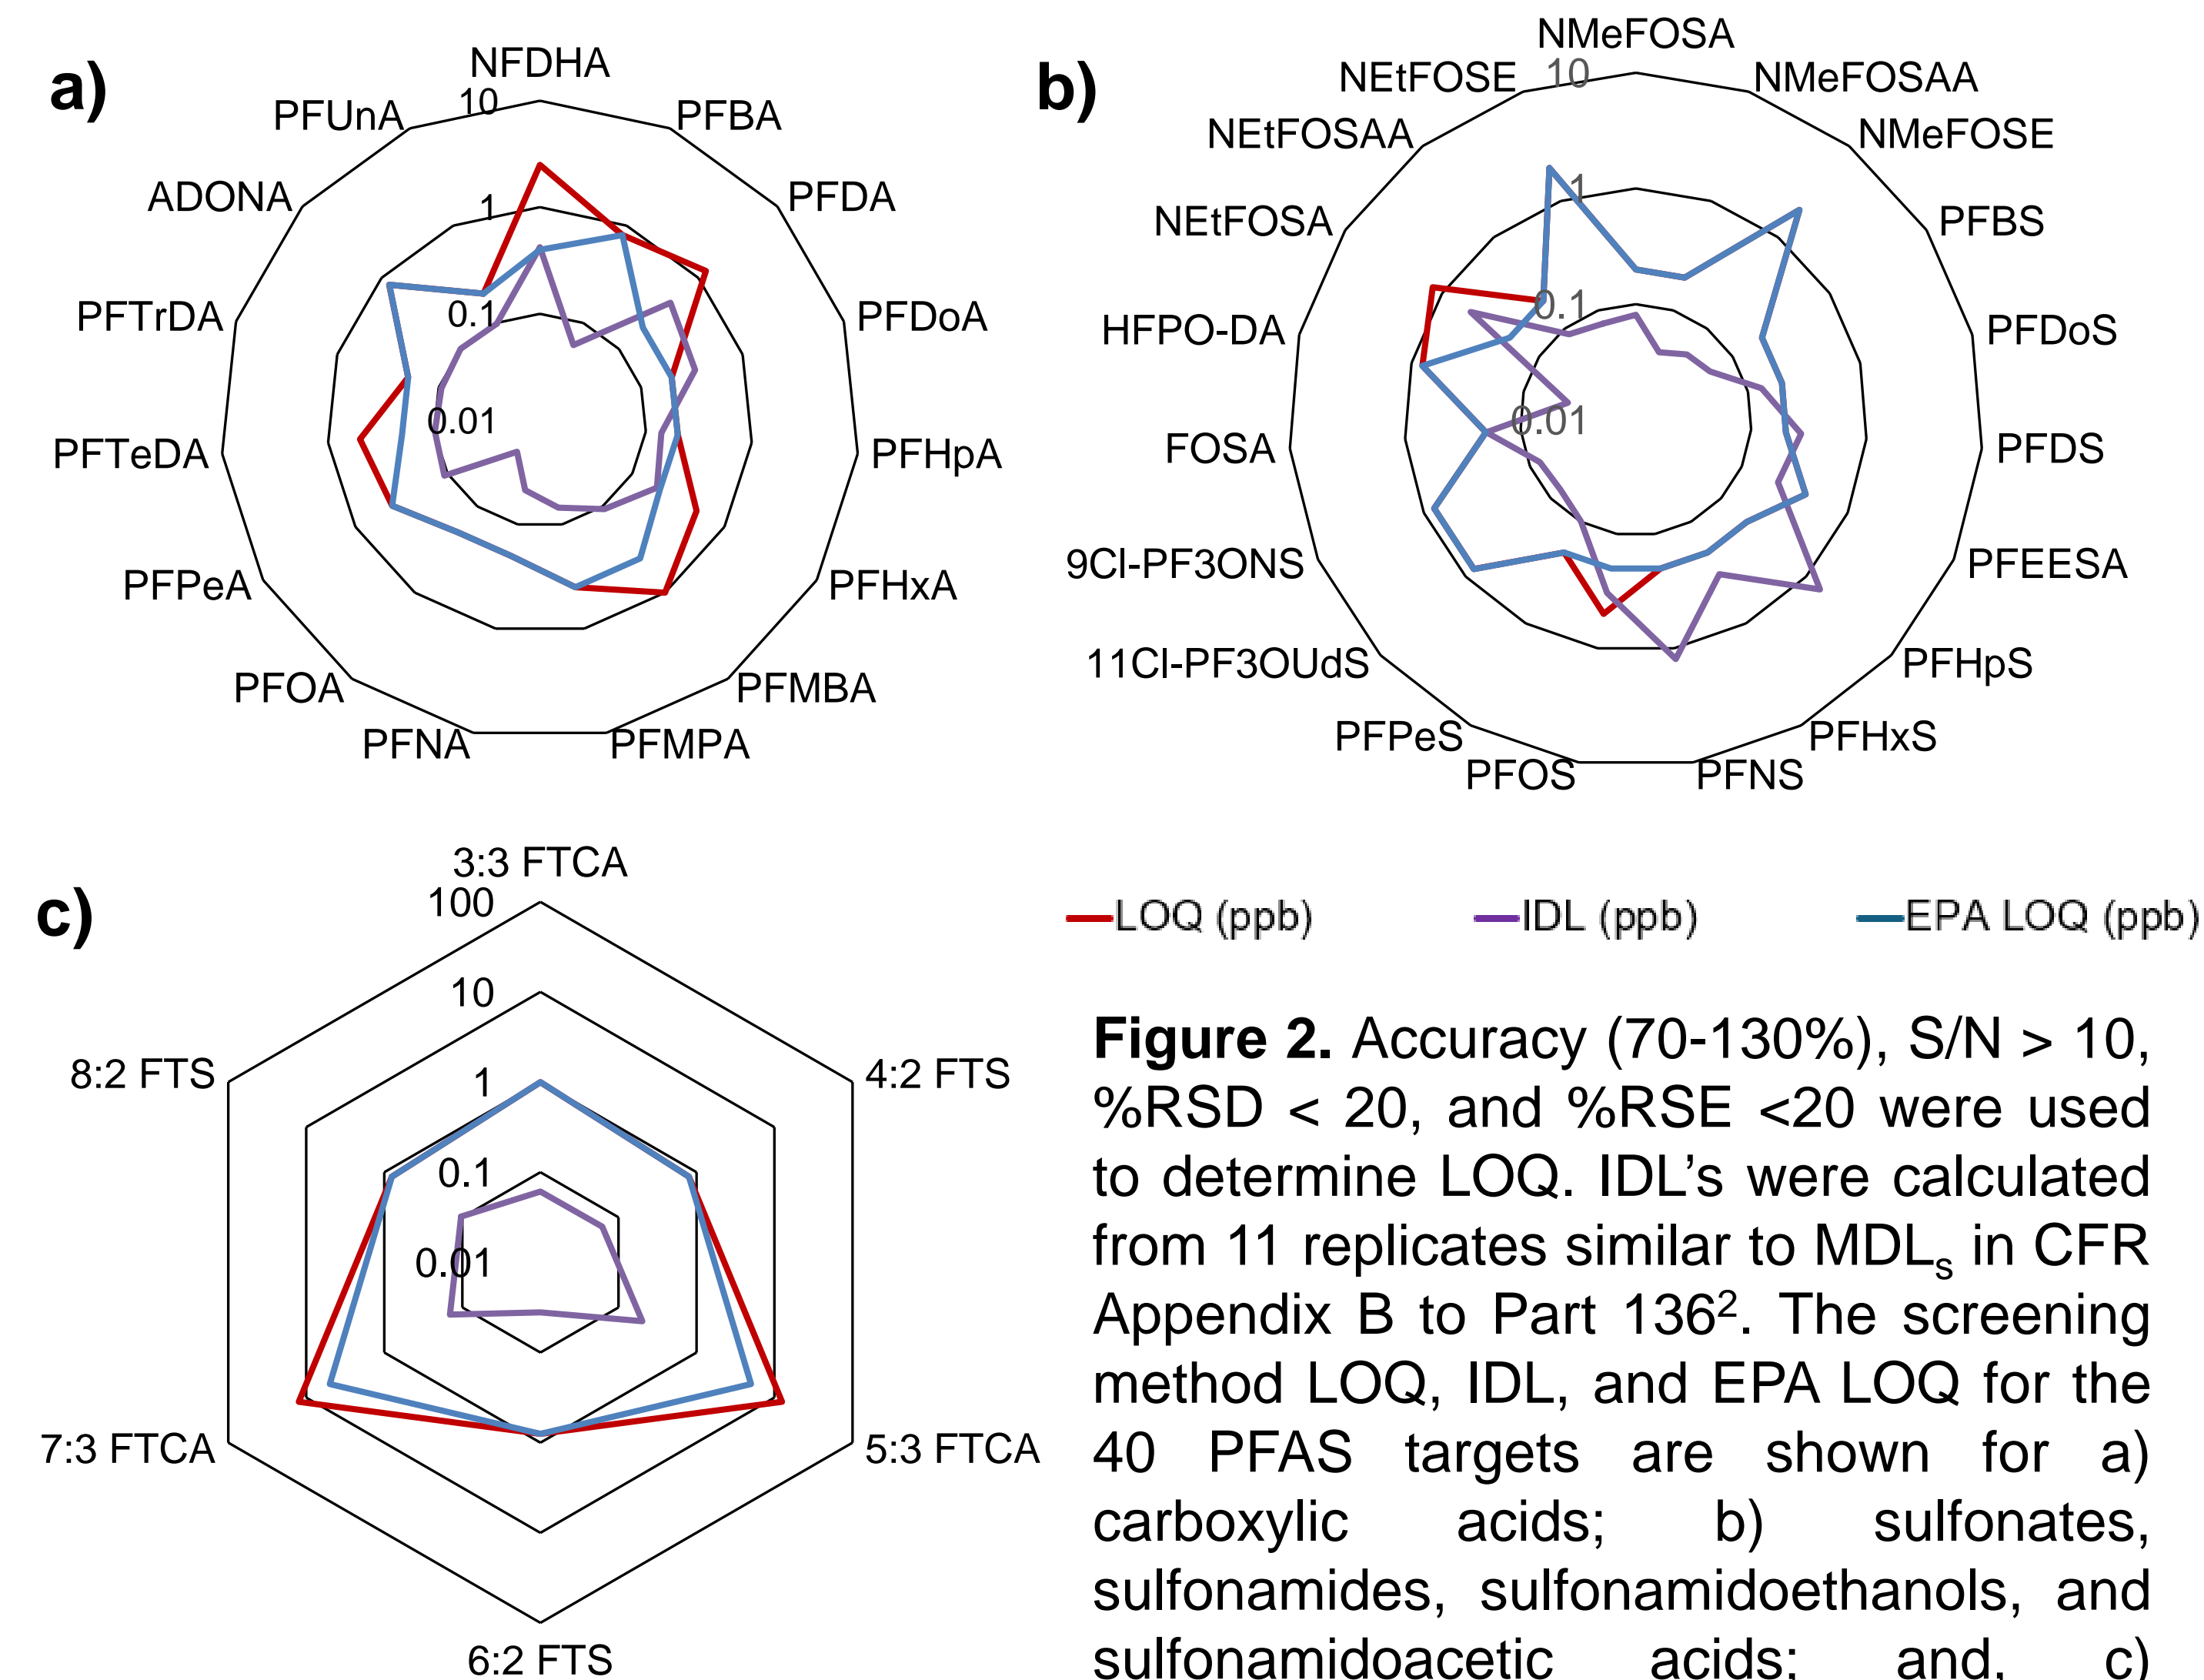 a)
NFDHA
PFBA
PFDA
PFDoA
PFHpA
PFHxA
PFMBA
PFMPA
PFNA
PFOA
PFPeA
PFTeDA
PFTrDA
ADONA
PFUnA
10
1
0.1
0.01
b)
NMeFOSA
NMeFOSAA
NMeFOSE
PFBS
PFDoS
PFDS
PFEESA
PFHpS
PFHxS
PFNS
PFOS
PFPeS
11Cl-PF3OUdS
9Cl-PF3ONS
FOSA
HFPO-DA
NEtFOSA
NEtFOSAA
NEtFOSE
10
1
0.1
0.01
c)
3:3 FTCA
4:2 FTS
5:3 FTCA
6:2 FTS
7:3 FTCA
8:2 FTS
100
10
1
0.1
0.01
LOQ (ppb) IDL (ppb) EPA LOQ (ppb)
Figure 2. Accuracy (70-130%), S/N > 10,
%RSD < 20, and %RSE <20 were used
to determine LOQ. IDL’s were calculated
from 11 replicates similar to MDLₛ in CFR
Appendix B to Part 136². The screening
method LOQ, IDL, and EPA LOQ for the
40 PFAS targets are shown for a)
carboxylic acids; b) sulfonates,
sulfonamides, sulfonamidoethanols, and
sulfonamidoacetic acids; and, c)